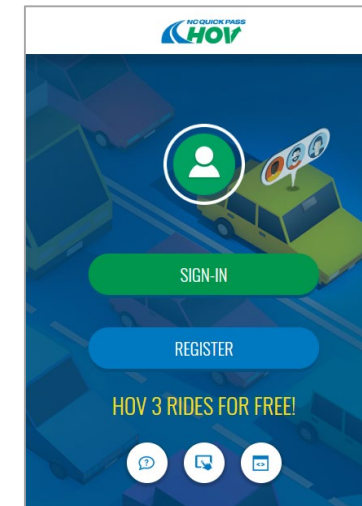 NC QUICK PASS
HOV
SIGN-IN
REGISTER
HOV 3 RIDES FOR FREE!
?
<>